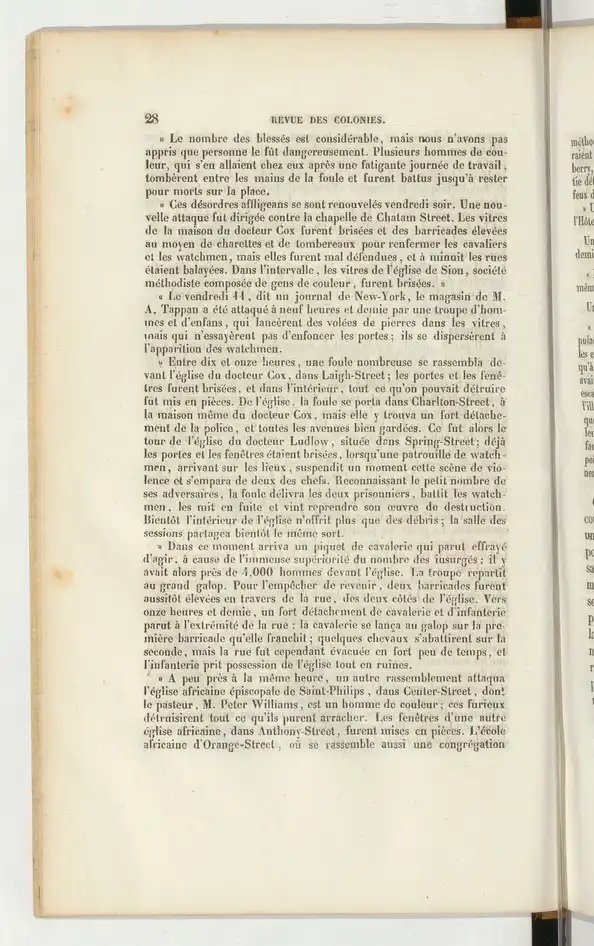 28 REVUE DES COLONIES.
» Le nombre des blessés est considérable, mais nous n'avons pas
appris que personne le fût dangereusement. Plusieurs hommes de cou-
leur, qui s'en allaient chez eux après une fatigante journée de travail,
tombèrent entre les mains de la foule et furent battus jusqu'à rester
pour morts sur la place.
» Ces désordres affligeans se sont renouvelés vendredi soir. Une nou-
velle attaque fut dirigée contre la chapelle de Chatam Street. Les vitres
de la maison du docteur Cox furent brisées et des barricades élevées
au moyen de charettes et de tombereaux pour renfermer les cavaliers
et les watchmen, mais elles furent mal défendues, et à minuit les rues
étaient balayées. Dans l'intervalle, les vitres de l'église de Sion, société
méthodiste composée de gens de couleur, furent brisées. »
« Le vendredi 11, dit un journal de New-York, le magasin de M.
A. Tappan a été attaqué à neuf heures et demie par une troupe d'hom-
mes et d'enfans, qui lancèrent des volées de pierres dans les vitres,
mais qui n'essayèrent pas d'enfoncer les portes; ils se dispersèrent à
l'apparition des watchmen.
» Entre dix et onze heures, une foule nombreuse se rassembla de-
vant l'église du docteur Cox, dans Laigh-Street; les portes et les fenê-
tres furent brisées, et dans l'intérieur, tout ce qu'on pouvait détruire
fut mis en pièces. De l'église, la foule se porta dans Charlton-Street, à
la maison même du docteur Cox, mais elle y trouva un fort détache-
ment de la police, et toutes les avenues bien gardées. Ce fut alors le
tour de l'église du docteur Ludlow, située dans Spring-Street; déjà
les portes et les fenêtres étaient brisées, lorsqu'une patrouille de watch-
men, arrivant sur les lieux, suspendit un moment cette scène de vio-
lence et s'empara de deux des chefs. Reconnaissant le petit nombre de
ses adversaires, la foule délivra les deux prisonniers, battit les watch-
men, les mit en fuite et vint reprendre son œuvre de destruction.
Bientôt l'intérieur de l'église n'offrit plus que des débris; la salle des
sessions partagea bientôt le même sort.
» Dans ce moment arriva un piquet de cavalerie qui parut effrayé
d'agir, à cause de l'immense supériorité du nombre des insurgés; il y
avait alors près de 4,000 hommes devant l'église. La troupe repartit
au grand galop. Pour l'empêcher de revenir, deux barricades furent
aussitôt élevées en travers de la rue, des deux côtés de l'église. Vers
onze heures et demie, un fort détachement de cavalerie et d'infanterie
parut à l'extrémité de la rue; la cavalerie se lança au galop sur la pre-
mière barricade qu'elle franchit; quelques chevaux s'abattirent sur la
seconde, mais la rue fut cependant évacuée en fort peu de temps, et
l'infanterie prit possession de l'église tout en ruines.
» A peu près à la même heure, un autre rassemblement attaqua
l'église africaine épiscopale de Saint-Philips, dans Center-Street, dont
le pasteur, M. Peter Williams, est un homme de couleur; ces furieux
détruisirent tout ce qu'ils purent arracher. Les fenêtres d'une autre
église africaine, dans Anthony-Street, furent mises en pièces. L'école
africaine d'Orange-Street, où se rassemble aussi une congrégation